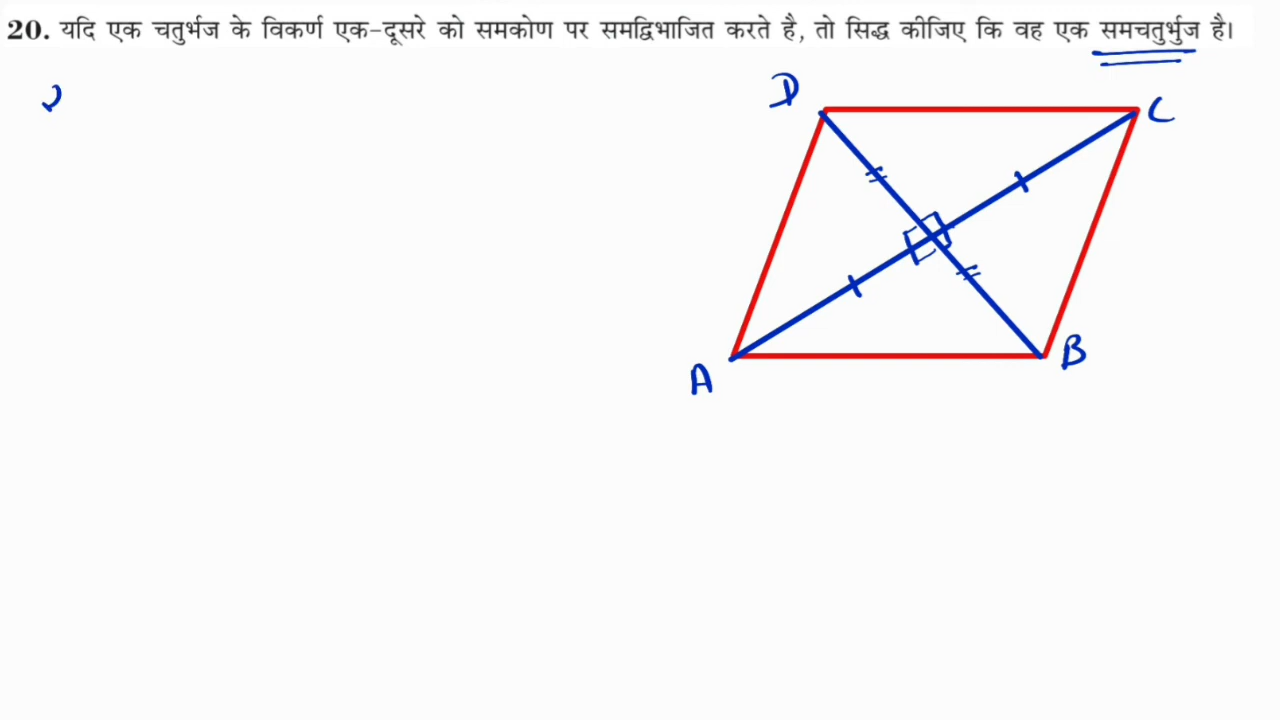 20. यदि एक चतुर्भज के विकर्ण एक-दूसरे को समकोण पर समद्विभाजित करते है, तो सिद्ध कीजिए कि वह एक समचतुर्भुज है।
D
C
A
B